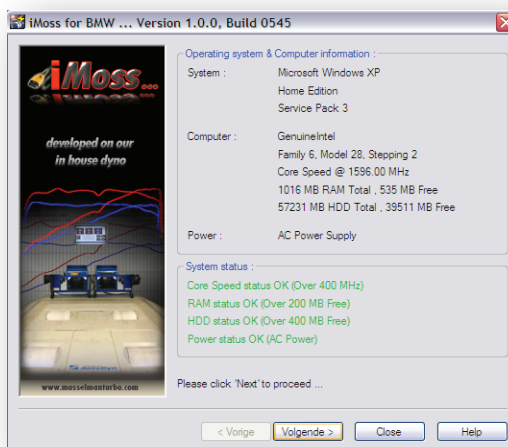 iMoss for BMW ... Version 1.0.0, Build 0545
iMoss...
developed on our
in house dyno
www.mosselmanturbo.com
Operating system & Computer information :
System : Microsoft Windows XP
Home Edition
Service Pack 3
Computer : GenuineIntel
Family 6, Model 28, Stepping 2
Core Speed @ 1596.00 MHz
1016 MB RAM Total , 535 MB Free
57231 MB HDD Total , 39511 MB Free
Power : AC Power Supply
System status :
Core Speed status OK (Over 400 MHz)
RAM status OK (Over 200 MB Free)
HDD status OK (Over 400 MB Free)
Power status OK (AC Power)
Please click 'Next' to proceed ...
< Vorige Volgende > Close Help